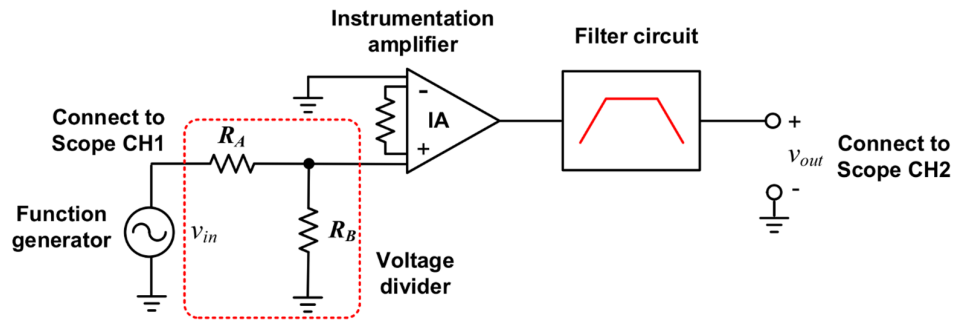 Instrumentation
amplifier
Filter circuit
Connect to
Scope CH1
R_A
-
IA
+
+
v_out
-
Connect to
Scope CH2
Function
generator
v_in
R_B
Voltage
divider